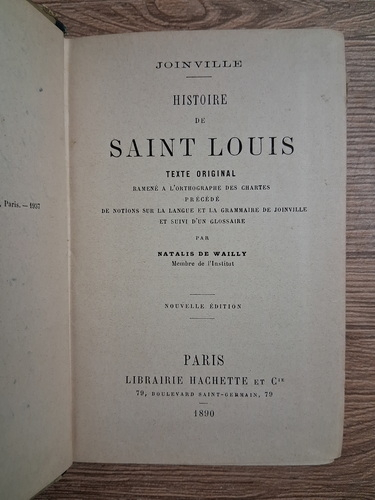 JOINVILLE
HISTOIRE
DE
SAINT LOUIS
TEXTE ORIGINAL
RAMENÉ A L'ORTHOGRAPHE DES CHARTES
PRÉCÉDÉ
DE NOTIONS SUR LA LANGUE ET LA GRAMMAIRE DE JOINVILLE
ET SUIVI D'UN GLOSSAIRE
PAR
NATALIS DE WAILLY
Membre de l'Institut
NOUVELLE ÉDITION
PARIS
LIBRAIRIE HACHETTE ET Cie
79, BOULEVARD SAINT-GERMAIN, 79
1890
Paris. — 1937